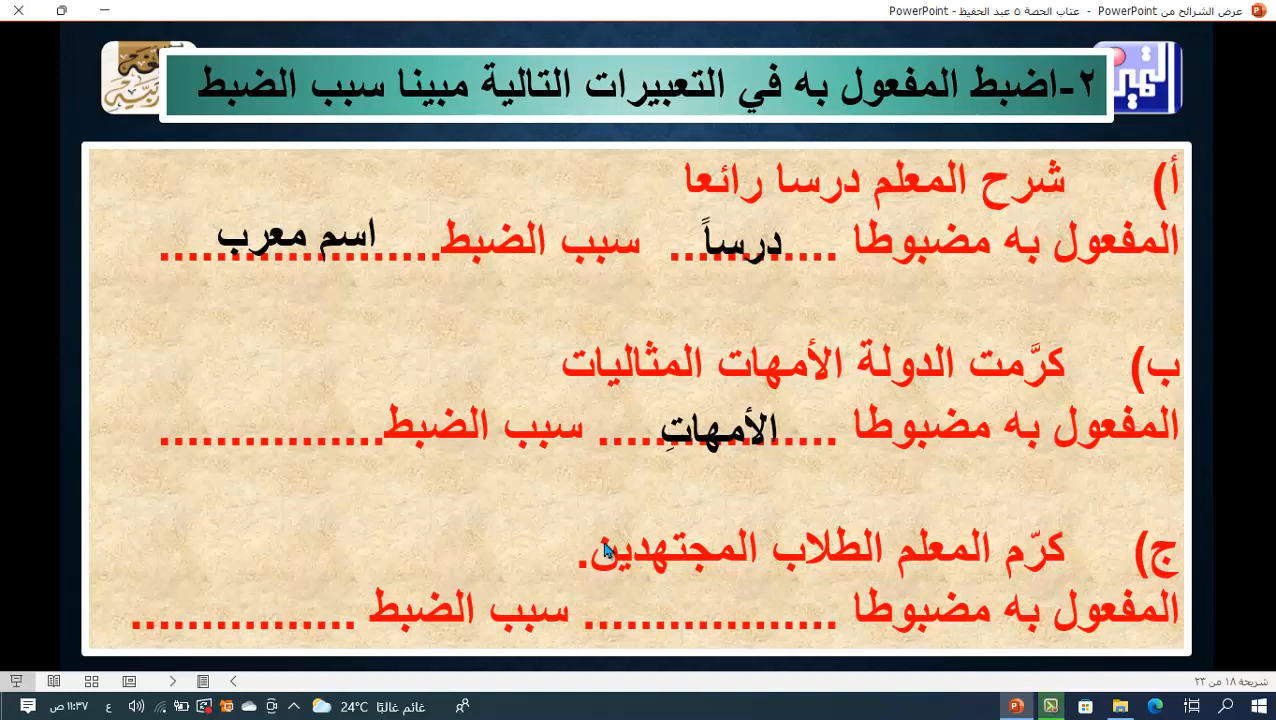 عرض الشرائح من PowerPoint - عتاب الحصة ٥ عبد الحفيظ - PowerPoint
٢-اضبط المفعول به في التعبيرات التالية مبينا سبب الضبط
أ) شرح المعلم درسا رائعا
المفعول به مضبوطا ............ درساً سبب الضبط.................... اسم معرب
ب) كرَّمت الدولة الأمهات المثاليات
المفعول به مضبوطا ................. الأمهاتِ سبب الضبط................
ج) كرّم المعلم الطلاب المجتهدين.
المفعول به مضبوطا .................. سبب الضبط ................
شريحة ١٨ من ٢٣
غائم غالبًا 24°C
ع ١١:٣٧ ص